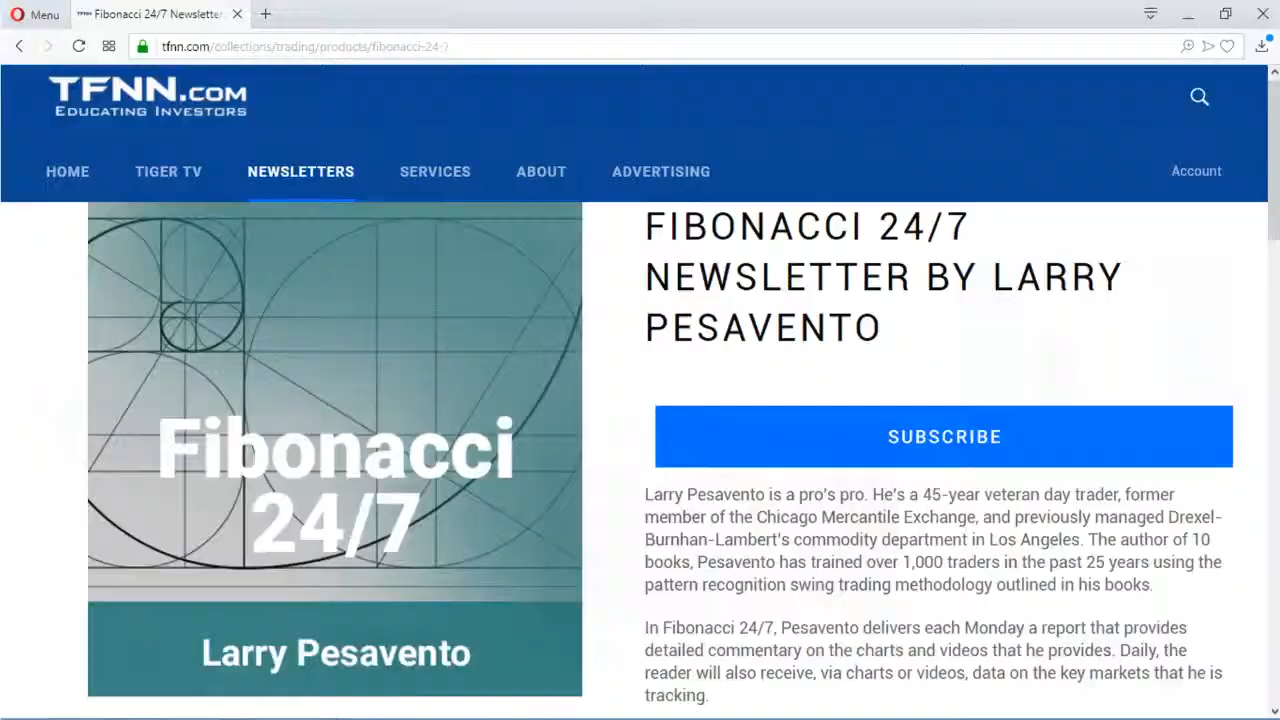 Menu
Fibonacci 24/7 Newsletter
tfnn.com/collections/trading/products/fibonacci-24-7
TFNN.COM
EDUCATING INVESTORS
HOME TIGER TV NEWSLETTERS SERVICES ABOUT ADVERTISING Account
Fibonacci
24/7
Larry Pesavento
FIBONACCI 24/7
NEWSLETTER BY LARRY
PESAVENTO
SUBSCRIBE
Larry Pesavento is a pro's pro. He's a 45-year veteran day trader, former
member of the Chicago Mercantile Exchange, and previously managed Drexel-
Burnhan-Lambert's commodity department in Los Angeles. The author of 10
books, Pesavento has trained over 1,000 traders in the past 25 years using the
pattern recognition swing trading methodology outlined in his books.
In Fibonacci 24/7, Pesavento delivers each Monday a report that provides
detailed commentary on the charts and videos that he provides. Daily, the
reader will also receive, via charts or videos, data on the key markets that he is
tracking.